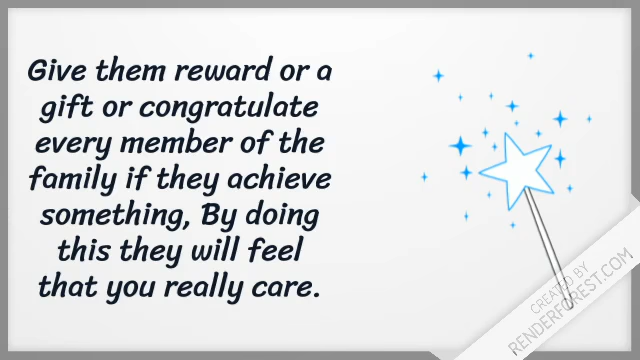 Give them reward or a
gift or congratulate
every member of the
family if they achieve
something, By doing
this they will feel
that you really care.
CREATED BY
RENDERFOREST.COM